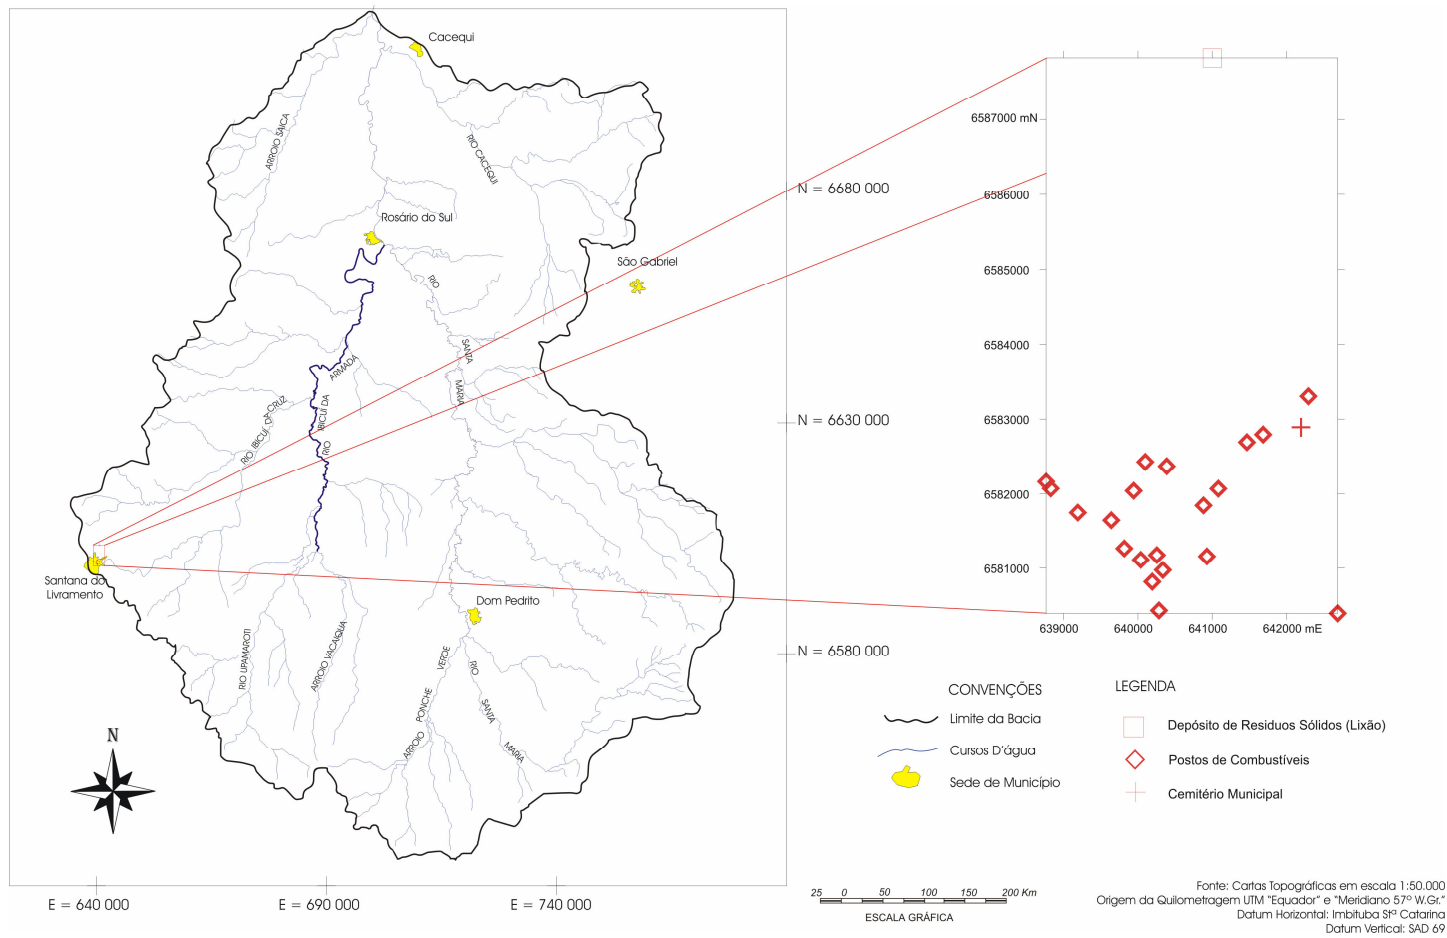 Cacequi
ARROIO SAICA
RIO CACEQUI
Rosário do Sul
São Gabriel
RIO
SANTA
MARIA
ARMADA
IBICUÍ DA
RIO
RIO IBICUÍ DA CRUZ
Santana do
Livramento
Dom Pedrito
RIO UPAMAROTI
ARROIO VACAIQUA
VERDE
PONCHE
ARROIO
RIO
SANTA
MARIA
N
N = 6680 000
N = 6630 000
N = 6580 000
E = 640 000
E = 690 000
E = 740 000
6587000 mN
6586000
6585000
6584000
6583000
6582000
6581000
639000
640000
641000
642000 mE
CONVENÇÕES
Limite da Bacia
Cursos D'água
Sede de Município
LEGENDA
Depósito de Residuos Sólidos (Lixão)
Postos de Combustíveis
Cemitério Municipal
25 0 50 100 150 200 Km
ESCALA GRÁFICA
Fonte: Cartas Topográficas em escala 1:50.000
Origem da Quilometragem UTM "Equador" e "Meridiano 57º W.Gr."
Datum Horizontal: Imbituba Stª Catarina
Datum Vertical: SAD 69